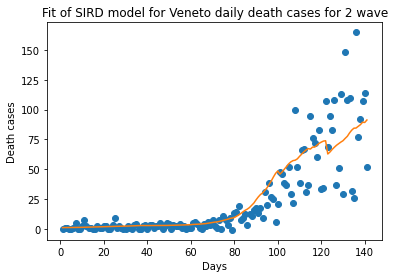 Fit of SIRD model for Veneto daily death cases for 2 wave
Death cases
150
125
100
75
50
25
0
0 20 40 60 80 100 120 140
Days